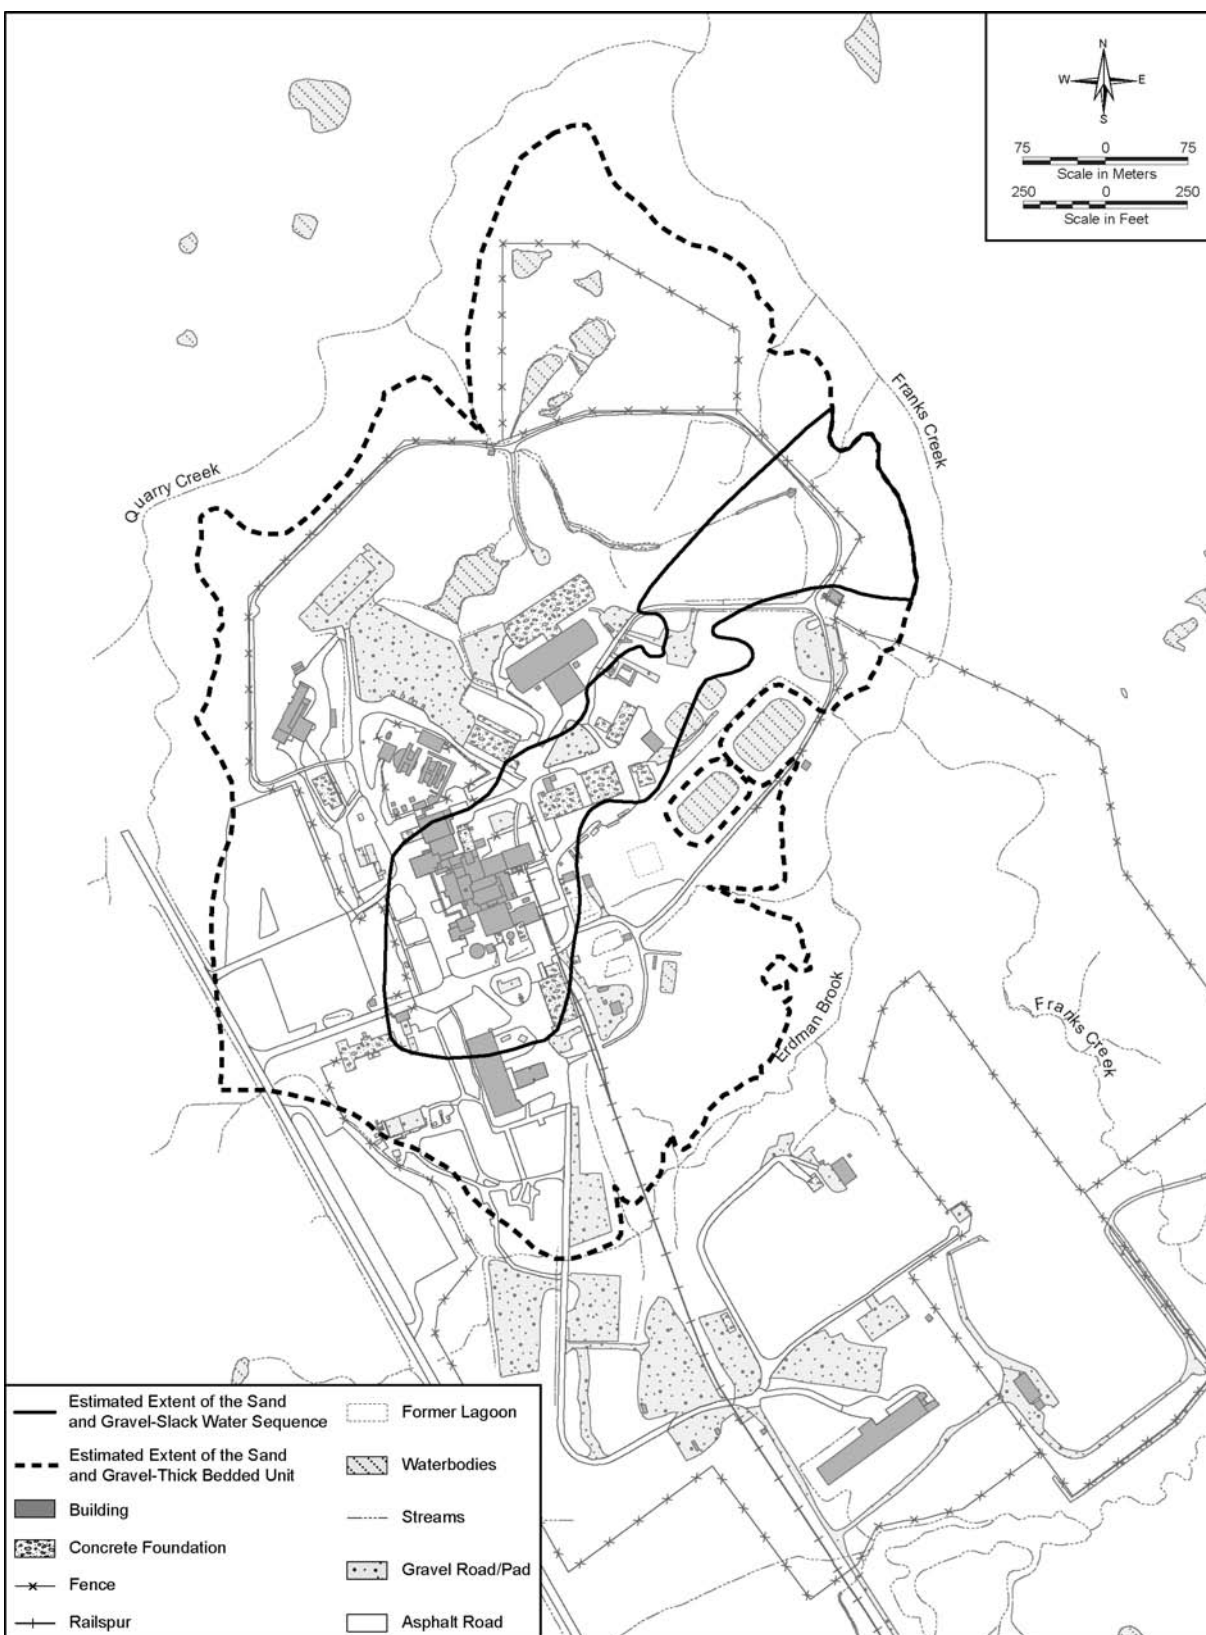 N
W E
S
75 0 75
Scale in Meters
250 0 250
Scale in Feet
Franks Creek
Quarry Creek
Erdman Brook
Franks Creek
Estimated Extent of the Sand
and Gravel-Slack Water Sequence
Estimated Extent of the Sand
and Gravel-Thick Bedded Unit
Building
Concrete Foundation
Fence
Railspur
Former Lagoon
Waterbodies
Streams
Gravel Road/Pad
Asphalt Road